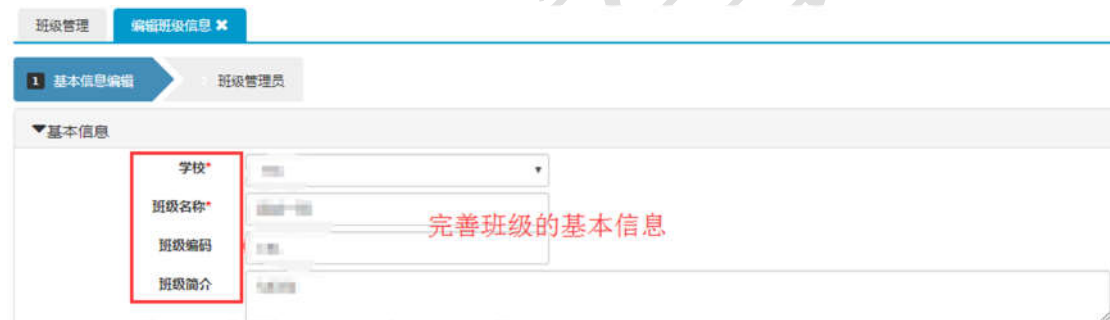 班级管理 编辑班级信息 ✖
1 基本信息编辑 班级管理员
▼基本信息
学校*
班级名称*
完善班级的基本信息
班级编码
班级简介